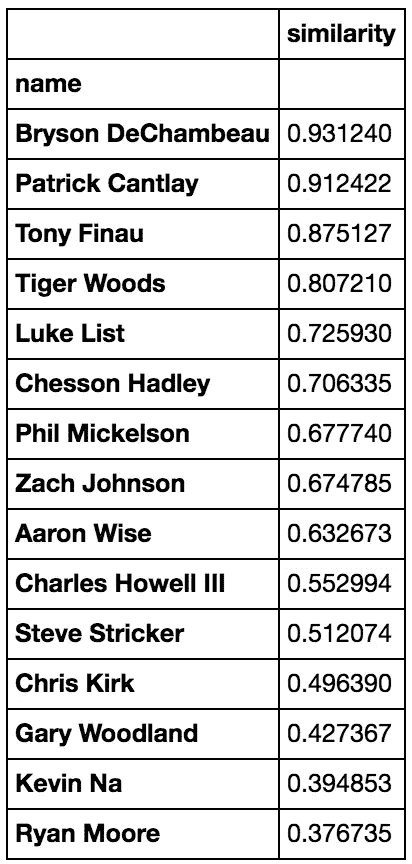 similarity
name
Bryson DeChambeau 0.931240
Patrick Cantlay 0.912422
Tony Finau 0.875127
Tiger Woods 0.807210
Luke List 0.725930
Chesson Hadley 0.706335
Phil Mickelson 0.677740
Zach Johnson 0.674785
Aaron Wise 0.632673
Charles Howell III 0.552994
Steve Stricker 0.512074
Chris Kirk 0.496390
Gary Woodland 0.427367
Kevin Na 0.394853
Ryan Moore 0.376735